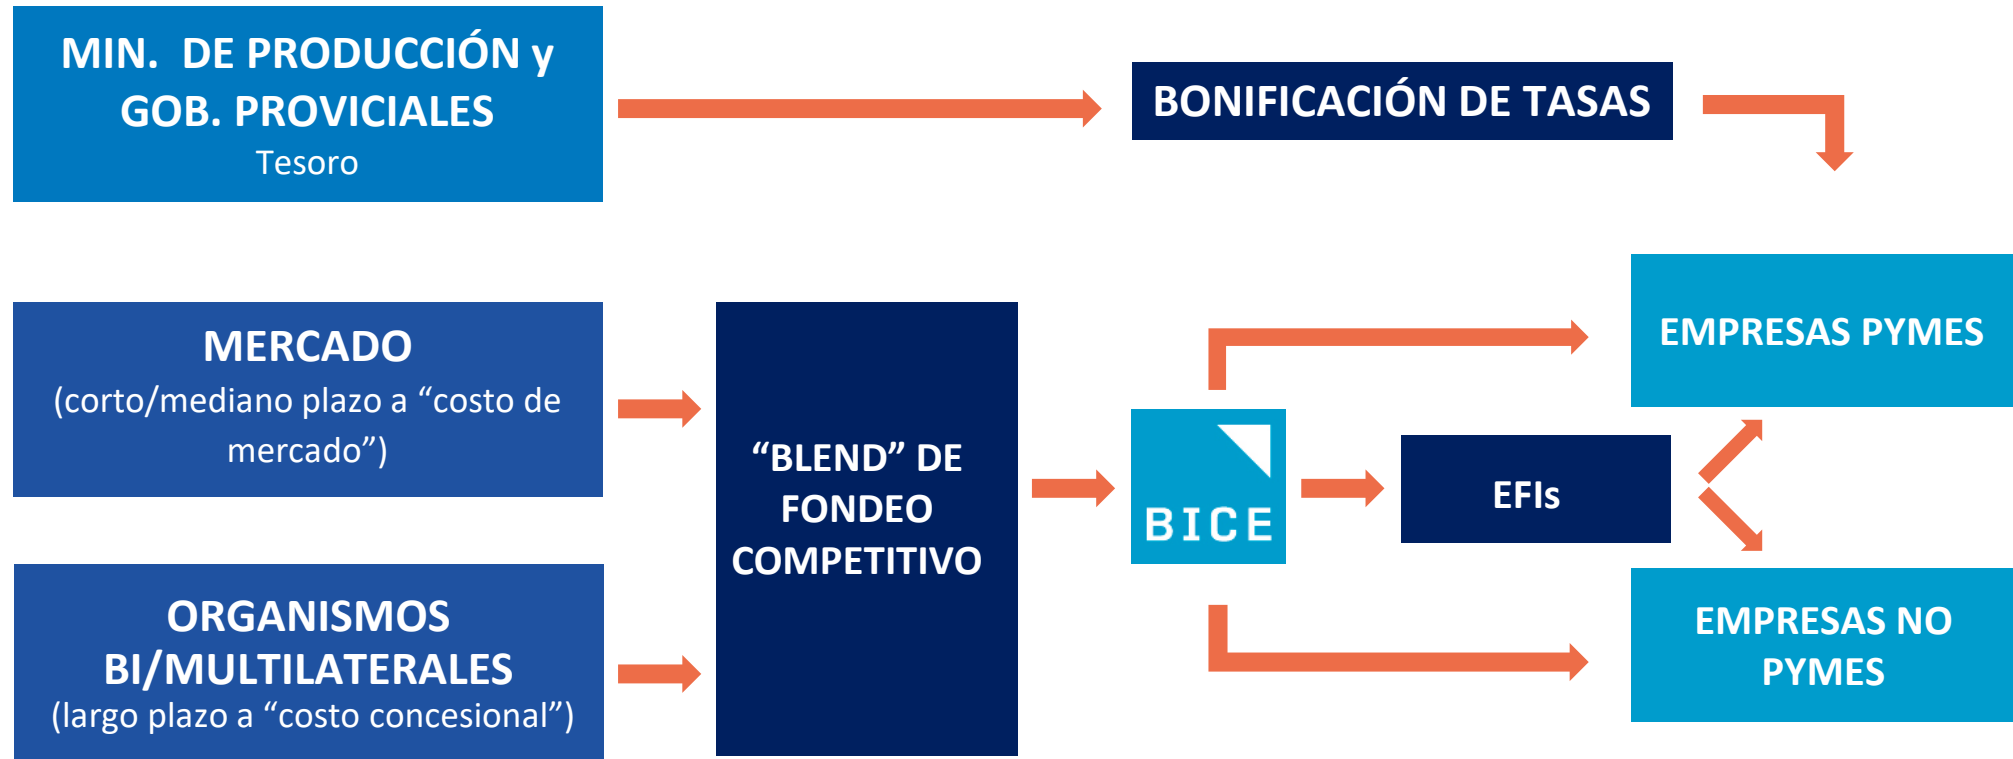 MIN. DE PRODUCCIÓN y
GOB. PROVICIALES
Tesoro
BONIFICACIÓN DE TASAS
MERCADO
(corto/mediano plazo a “costo de
mercado”)
ORGANISMOS
BI/MULTILATERALES
(largo plazo a “costo concesional”)
“BLEND” DE
FONDEO
COMPETITIVO
BICE
EFIs
EMPRESAS PYMES
EMPRESAS NO
PYMES